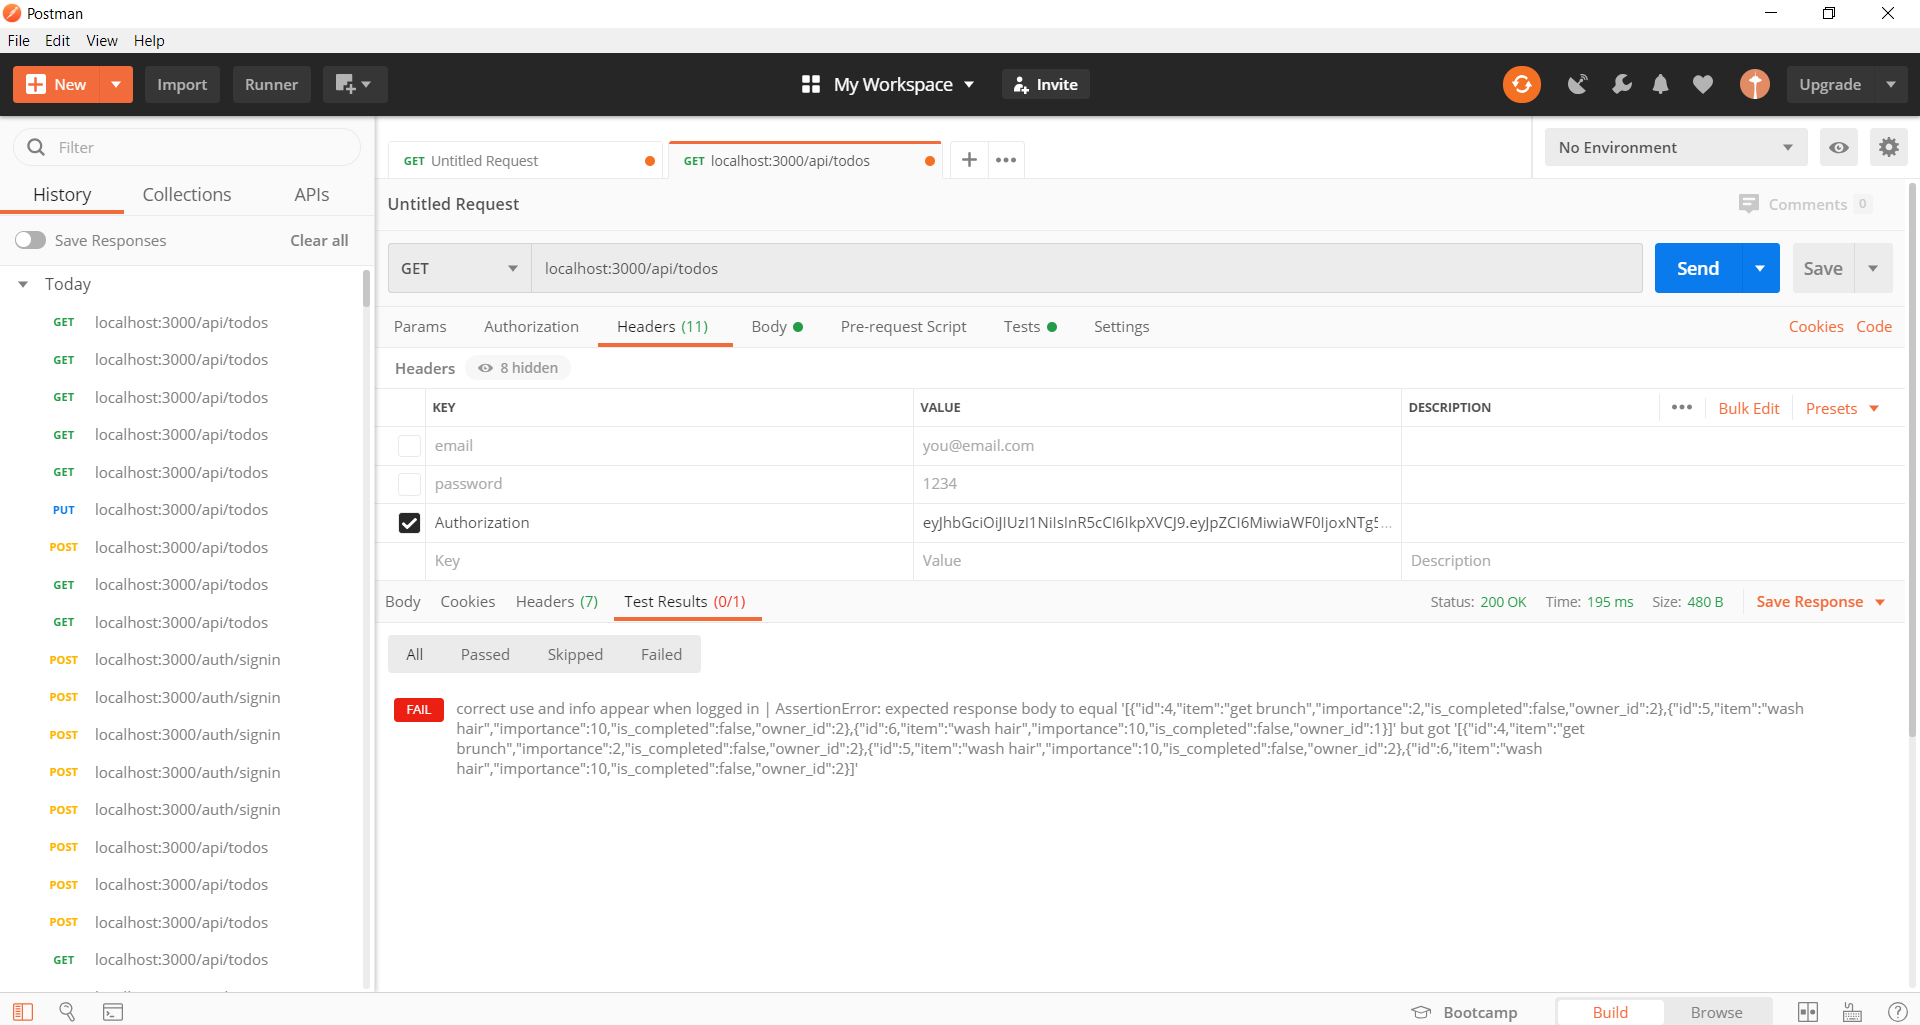 Postman
File Edit View Help
New Import Runner My Workspace Invite Upgrade
Filter
History Collections APIs
Save Responses Clear all
Today
GET localhost:3000/api/todos
GET localhost:3000/api/todos
GET localhost:3000/api/todos
GET localhost:3000/api/todos
GET localhost:3000/api/todos
PUT localhost:3000/api/todos
POST localhost:3000/api/todos
GET localhost:3000/api/todos
GET localhost:3000/api/todos
POST localhost:3000/auth/signin
POST localhost:3000/auth/signin
POST localhost:3000/auth/signin
POST localhost:3000/auth/signin
POST localhost:3000/auth/signin
POST localhost:3000/api/todos
POST localhost:3000/api/todos
POST localhost:3000/api/todos
GET localhost:3000/api/todos
GET Untitled Request GET localhost:3000/api/todos No Environment
Untitled Request Comments 0
GET localhost:3000/api/todos Send Save
Params Authorization Headers (11) Body Pre-request Script Tests Settings Cookies Code
Headers 8 hidden
KEY VALUE DESCRIPTION Bulk Edit Presets
email you@email.com
password 1234
Authorization eyJhbGciOiJIUzI1NiIsInR5cCI6IkpXVCJ9.eyJpZCI6MiwiaWF0IjoxNTg5...
Key Value Description
Body Cookies Headers (7) Test Results (0/1) Status: 200 OK Time: 195 ms Size: 480 B Save Response
All Passed Skipped Failed
FAIL correct use and info appear when logged in | AssertionError: expected response body to equal '[{"id":4,"item":"get brunch","importance":2,"is_completed":false,"owner_id":2},{"id":5,"item":"wash
hair","importance":10,"is_completed":false,"owner_id":2},{"id":6,"item":"wash hair","importance":10,"is_completed":false,"owner_id":1}]' but got '[{"id":4,"item":"get
brunch","importance":2,"is_completed":false,"owner_id":2},{"id":5,"item":"wash hair","importance":10,"is_completed":false,"owner_id":2},{"id":6,"item":"wash
hair","importance":10,"is_completed":false,"owner_id":2}]'
Bootcamp Build Browse